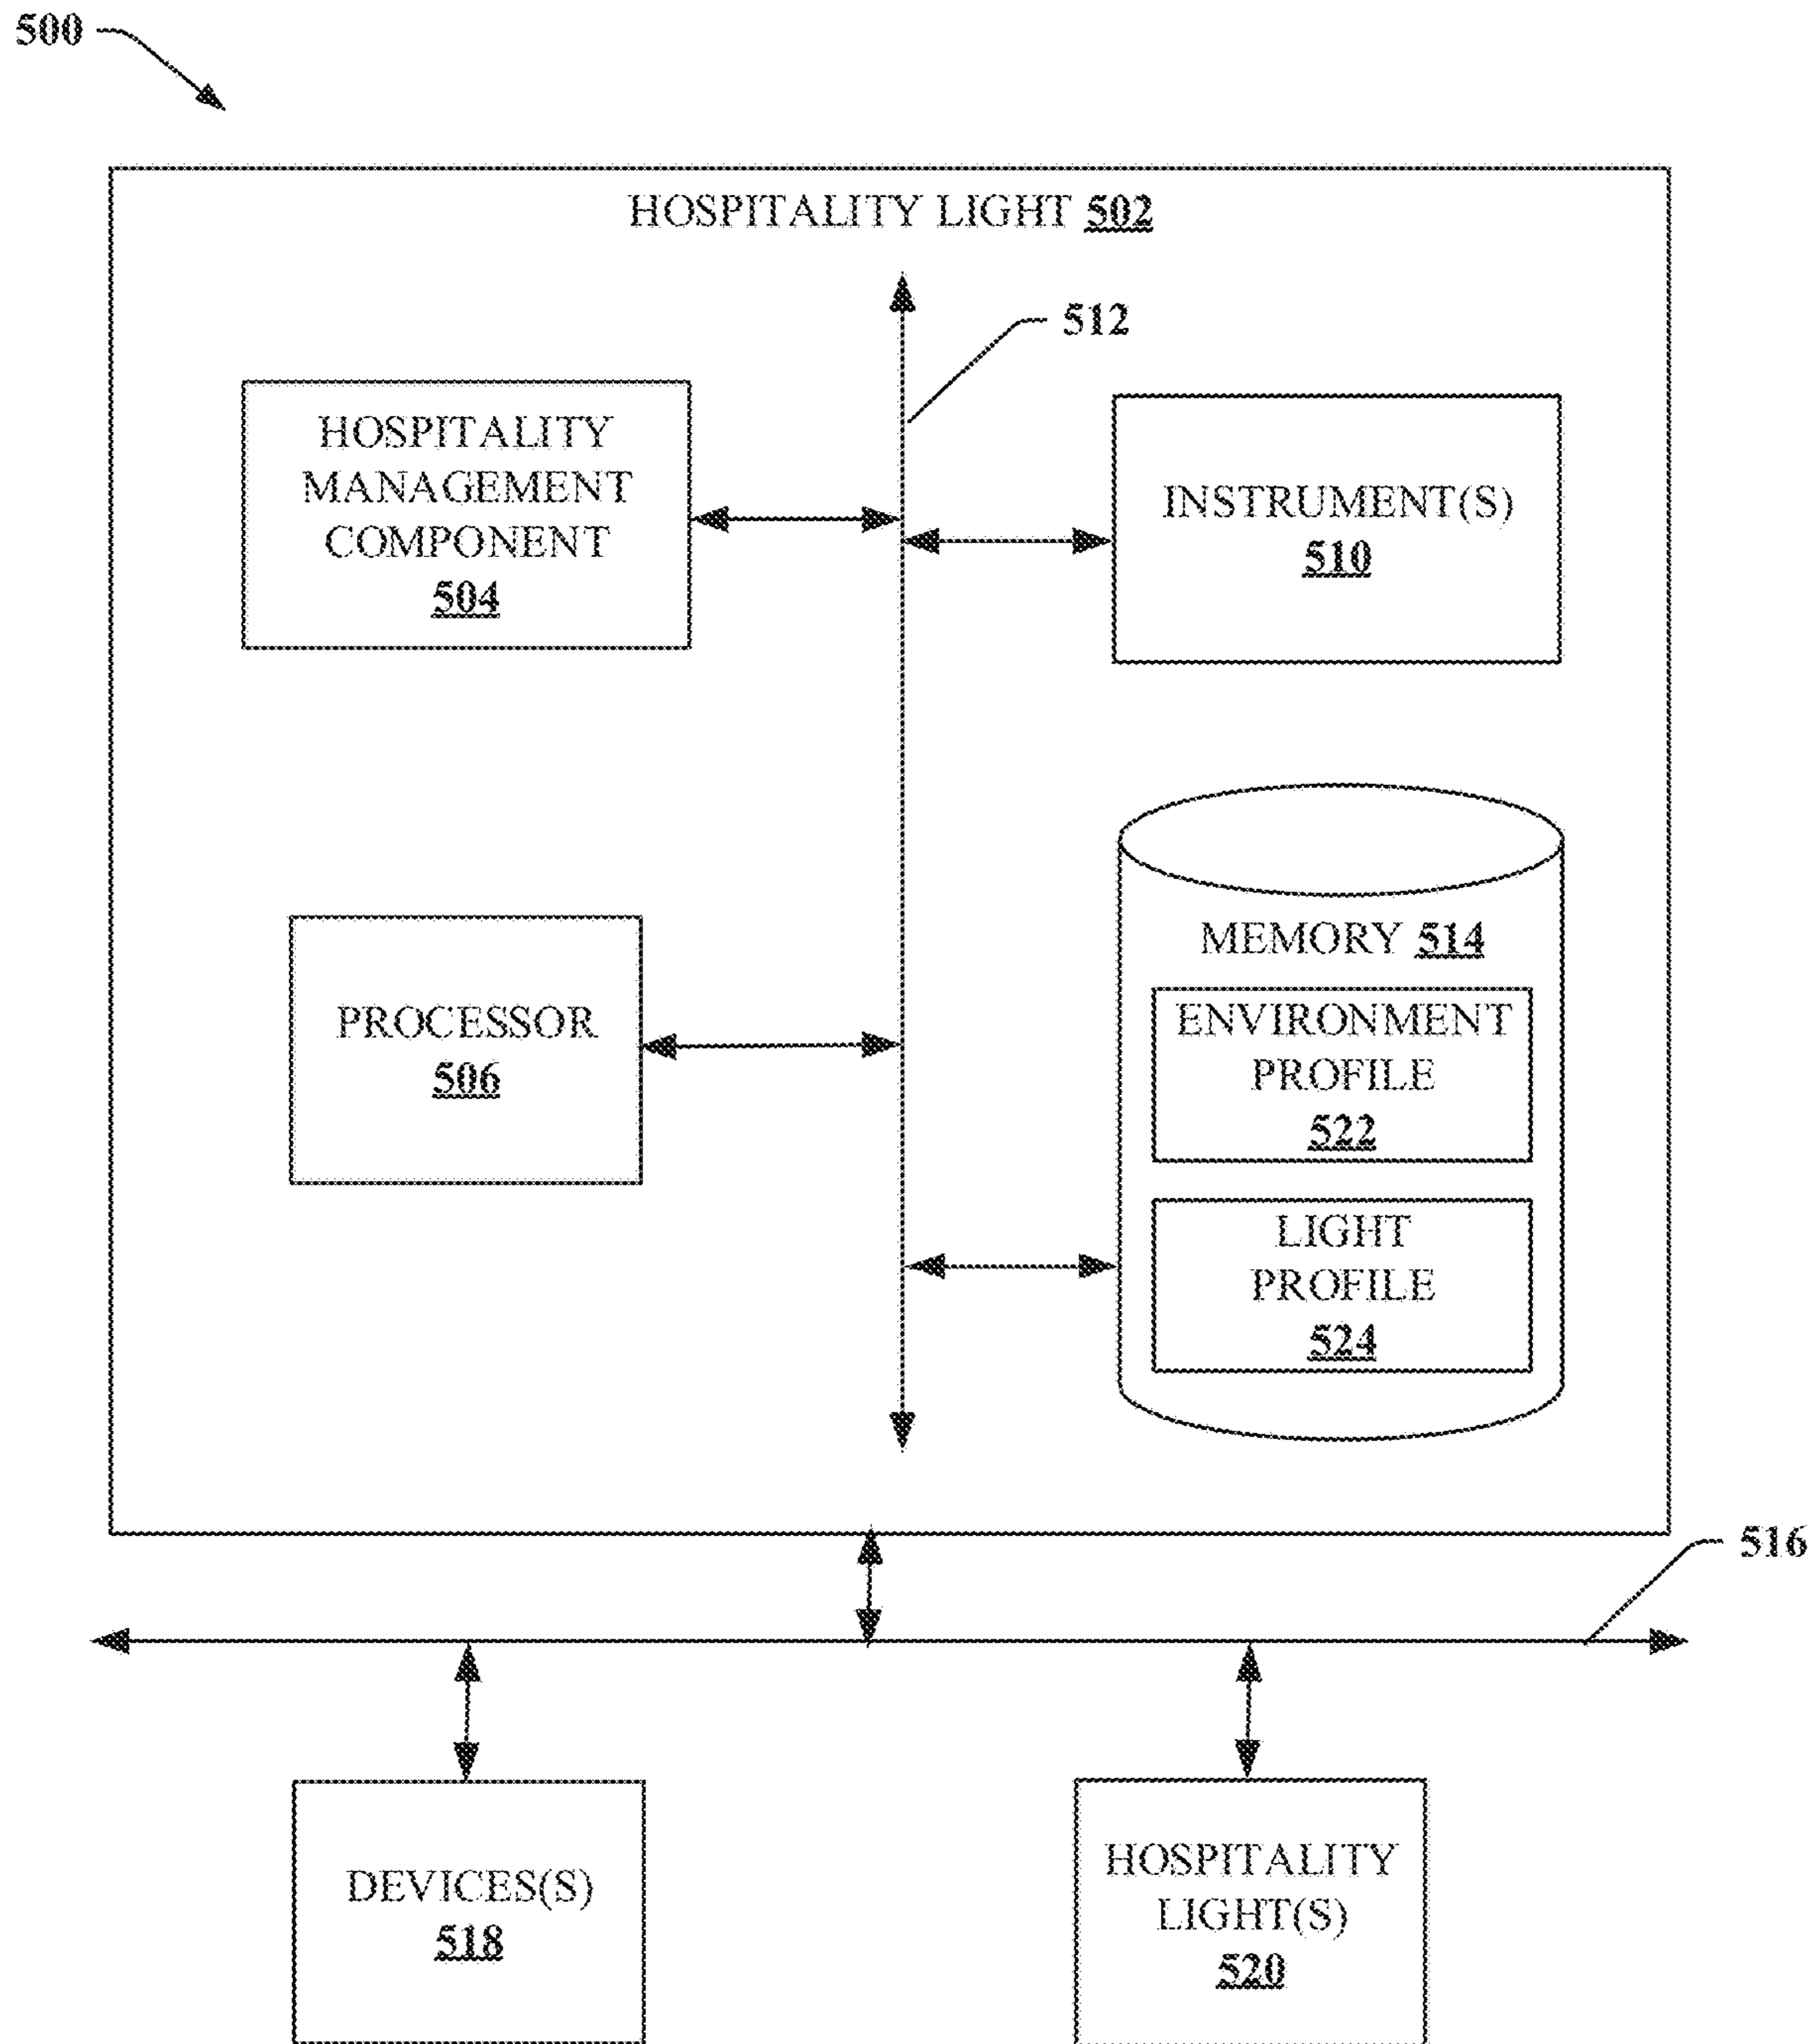 500
HOSPITALITY LIGHT 502
512
HOSPITALITY
MANAGEMENT
COMPONENT
504
INSTRUMENT(S)
510
MEMORY 514
PROCESSOR
506
ENVIRONMENT
PROFILE
522
LIGHT
PROFILE
524
516
DEVICES(S)
518
HOSPITALITY
LIGHT(S)
520